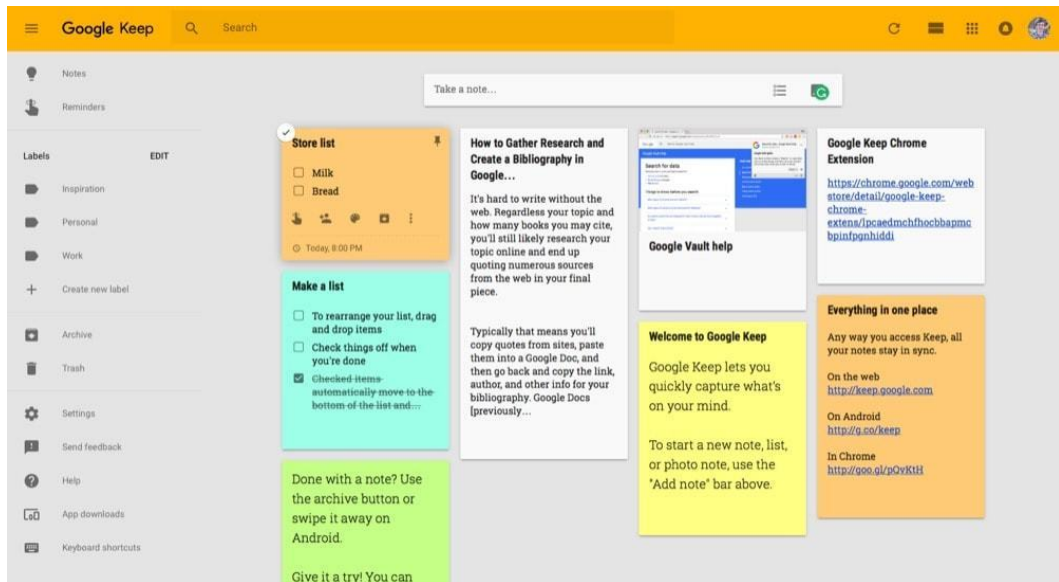 Google Keep
Search
Notes
Reminders
Labels
EDIT
Inspiration
Personal
Work
Create new label
Archive
Trash
Settings
Send feedback
Help
App downloads
Keyboard shortcuts
Take a note...
Store list
Milk
Bread
Today, 8:00 PM
Make a list
To rearrange your list, drag
and drop items
Check things off when
you're done
Checked items
automatically move to the
bottom of the list and...
Done with a note? Use
the archive button or
swipe it away on
Android.
Give it a try! You can
How to Gather Research and
Create a Bibliography in
Google...
It's hard to write without the
web. Regardless your topic and
how many books you may cite,
you'll still likely research your
topic online and end up
quoting numerous sources
from the web in your final
piece.
Typically that means you'll
copy quotes from sites, paste
them into a Google Doc, and
then go back and copy the link,
author, and other info for your
bibliography. Google Docs
[previously...
Search for data
Google Vault help
Welcome to Google Keep
Google Keep lets you
quickly capture what's
on your mind.
To start a new note, list,
or photo note, use the
"Add note" bar above.
Google Keep Chrome
Extension
https://chrome.google.com/web
store/detail/google-keep-
chrome-
extens/lpcaedmchfhocbbapmc
bpinfpgnhiddi
Everything in one place
Any way you access Keep, all
your notes stay in sync.
On the web
http://keep.google.com
On Android
http://g.co/keep
In Chrome
http://goo.gl/pQvKtH